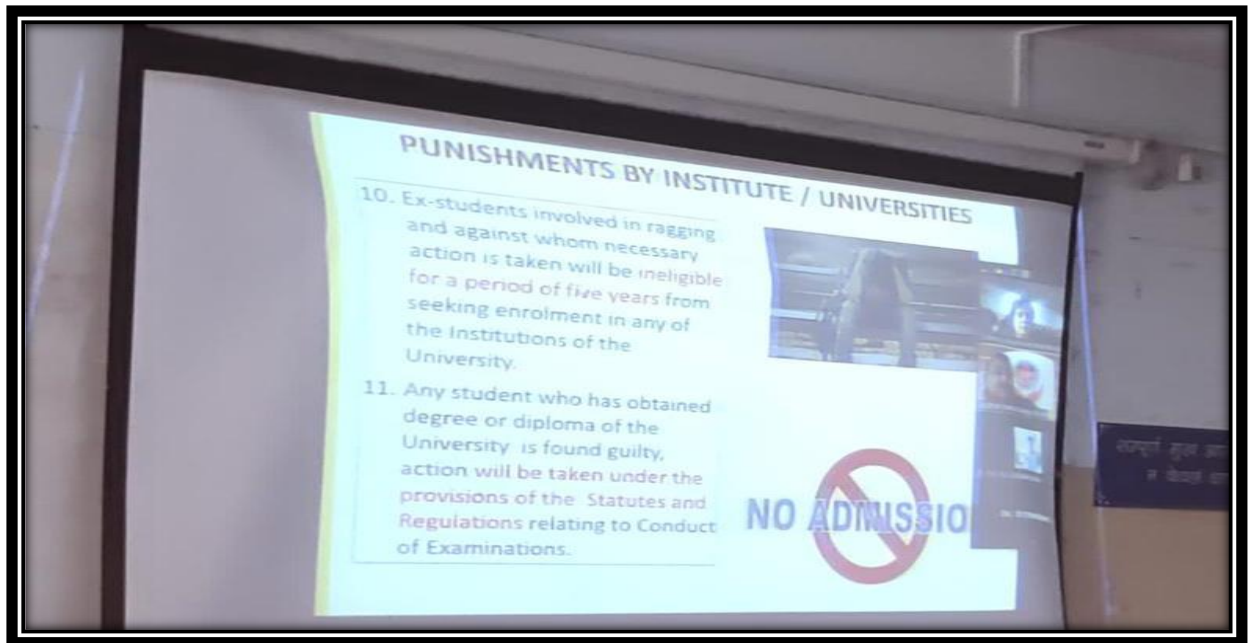 PUNISHMENTS BY INSTITUTE / UNIVERSITIES
10. Ex-students involved in ragging
and against whom necessary
action is taken will be ineligible
for a period of five years from
seeking enrolment in any of
the Institutions of the
University.
11. Any student who has obtained
degree or diploma of the
University is found guilty,
action will be taken under the
provisions of the Statutes and
Regulations relating to Conduct
of Examinations.
NO ADMISSIO
सम्पूर्ण मुख